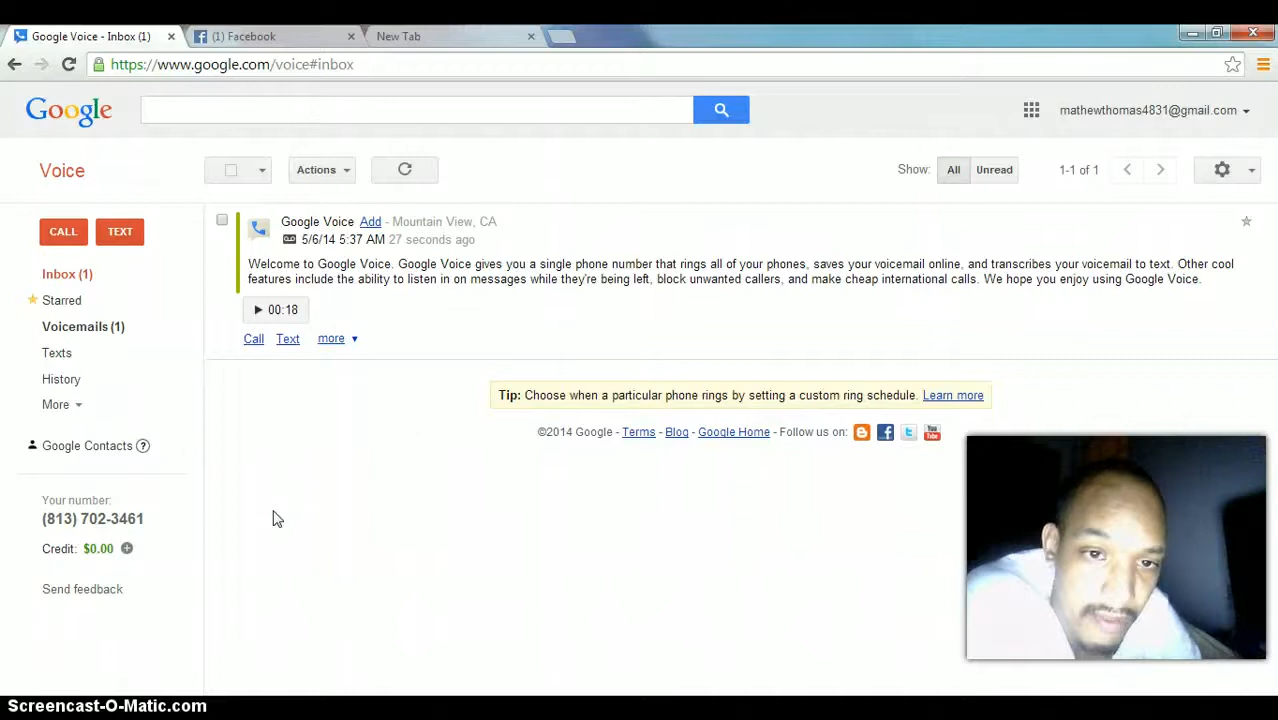 Google Voice - Inbox (1)
(1) Facebook
New Tab
https://www.google.com/voice#inbox
Google
mathewthomas4831@gmail.com
Voice
Actions
Show:
All
Unread
1-1 of 1
CALL
TEXT
Inbox (1)
Starred
Voicemails (1)
Texts
History
More
Google Contacts ?
Your number:
(813) 702-3461
Credit: $0.00
Send feedback
Google Voice Add - Mountain View, CA
5/6/14 5:37 AM 27 seconds ago
Welcome to Google Voice. Google Voice gives you a single phone number that rings all of your phones, saves your voicemail online, and transcribes your voicemail to text. Other cool
features include the ability to listen in on messages while they're being left, block unwanted callers, and make cheap international calls. We hope you enjoy using Google Voice.
00:18
Call Text more
Tip: Choose when a particular phone rings by setting a custom ring schedule. Learn more
©2014 Google - Terms - Blog - Google Home - Follow us on:
You Tube
Screencast-O-Matic.com